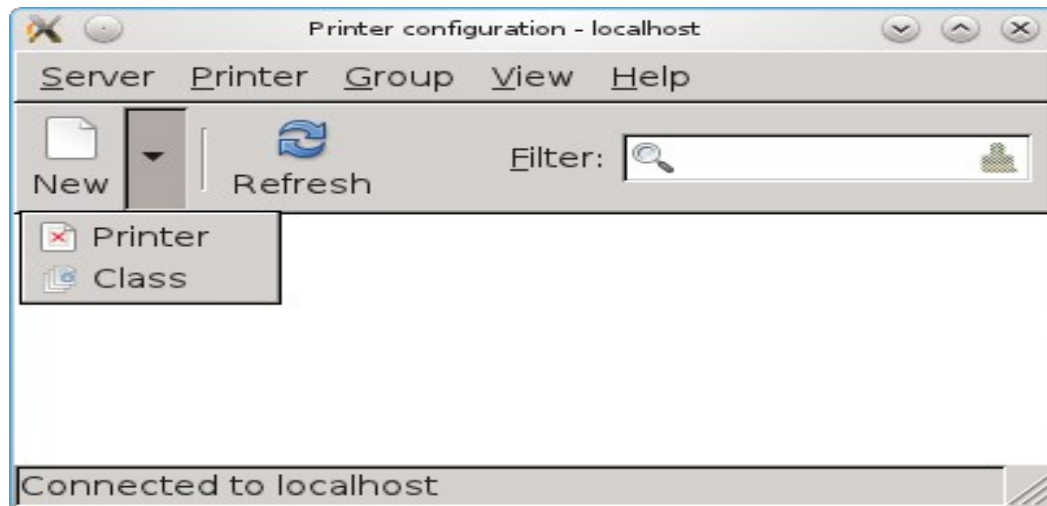 Printer configuration - localhost
Server Printer Group View Help
New Refresh Filter:
Printer
Class
Connected to localhost